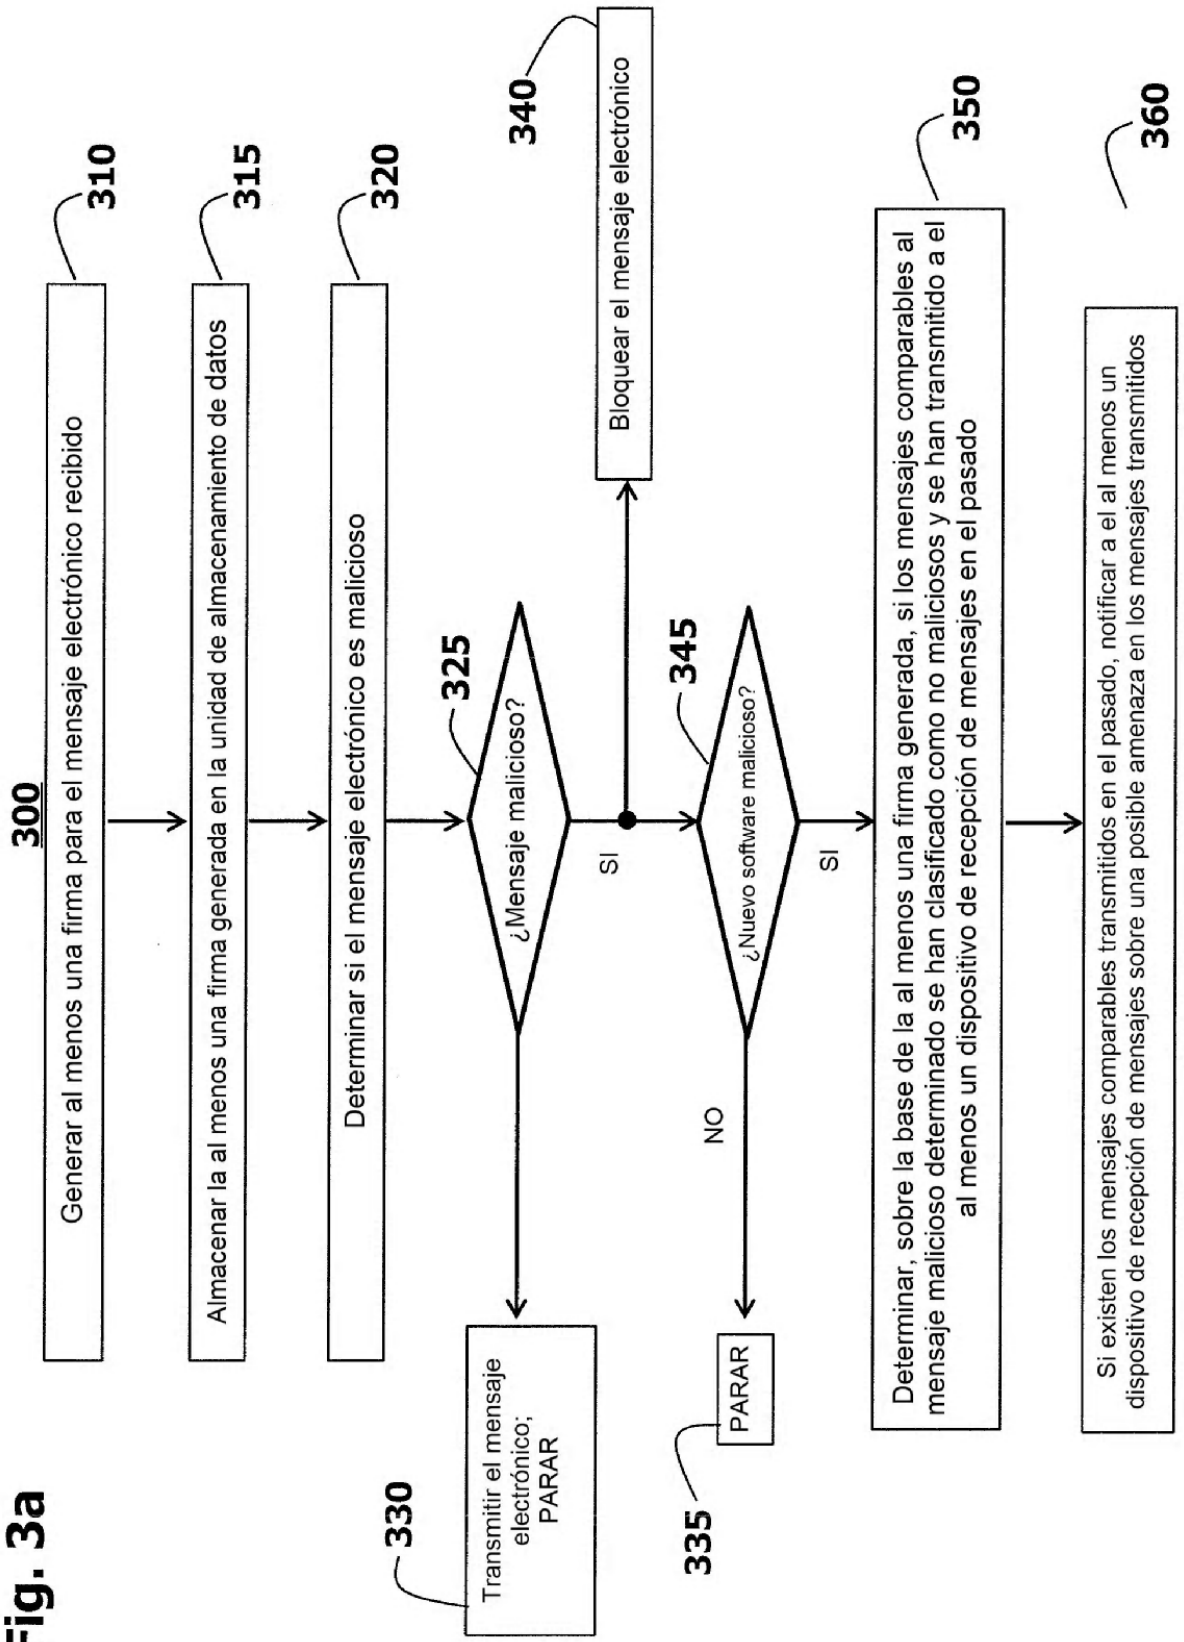 Fig. 3a
300
310
Generar al menos una firma para el mensaje electrónico recibido
315
Almacenar la al menos una firma generada en la unidad de almacenamiento de datos
320
Determinar si el mensaje electrónico es malicioso
325
¿Mensaje malicioso?
330
Transmitir el mensaje
electrónico;
PARAR
SI
340
Bloquear el mensaje electrónico
345
¿Nuevo software malicioso?
NO
335
PARAR
SI
350
Determinar, sobre la base de la al menos una firma generada, si los mensajes comparables al
mensaje malicioso determinado se han clasificado como no maliciosos y se han transmitido a el
al menos un dispositivo de recepción de mensajes en el pasado
360
Si existen los mensajes comparables transmitidos en el pasado, notificar a el al menos un
dispositivo de recepción de mensajes sobre una posible amenaza en los mensajes transmitidos